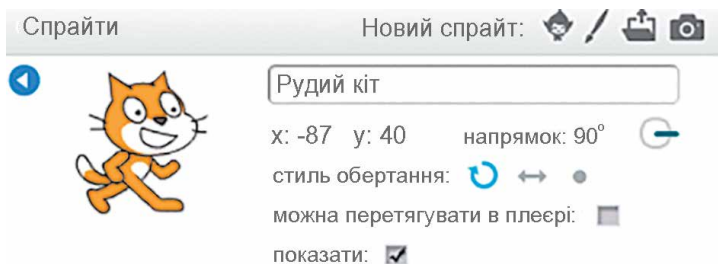 Спрайти Новий спрайт:
Рудий кіт
x: -87 y: 40 напрямок: 90°
стиль обертання:
можна перетягувати в плеєрі:
показати: